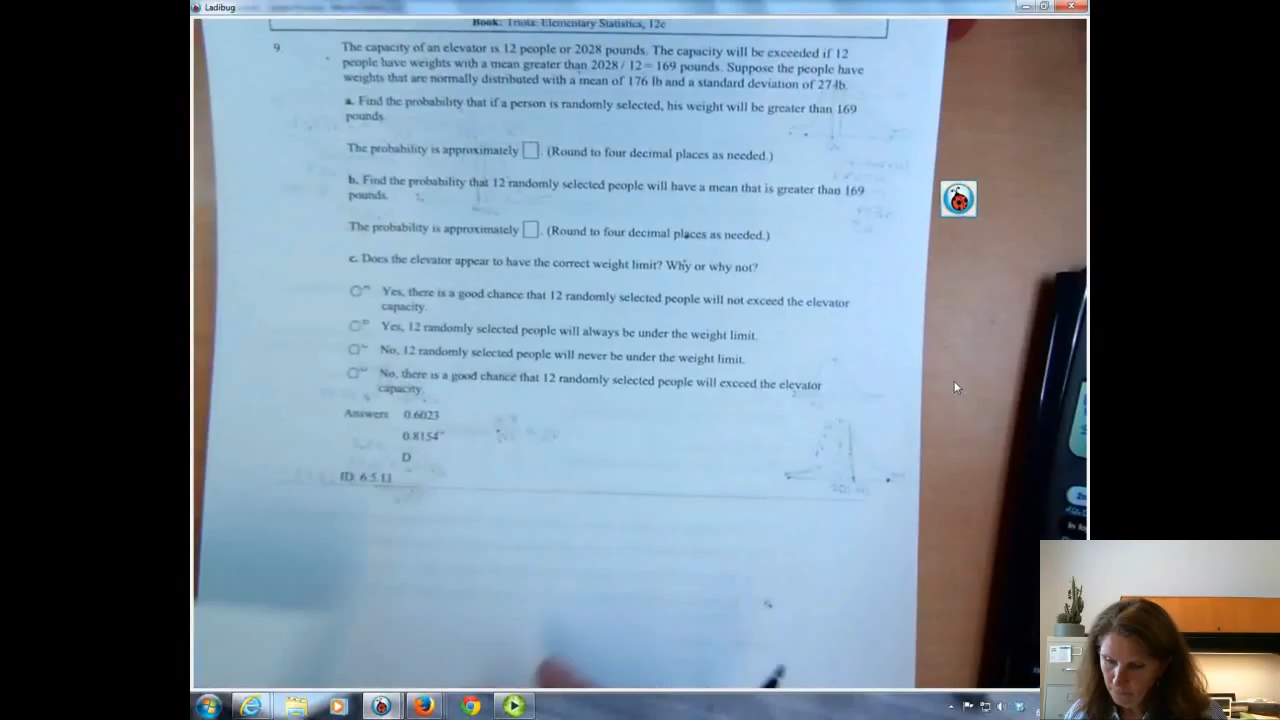 Ladibug
Book: Triola: Elementary Statistics, 12e
9. The capacity of an elevator is 12 people or 2028 pounds. The capacity will be exceeded if 12
people have weights with a mean greater than 2028 / 12 = 169 pounds. Suppose the people have
weights that are normally distributed with a mean of 176 lb and a standard deviation of 27 lb.
a. Find the probability that if a person is randomly selected, his weight will be greater than 169
pounds.
The probability is approximately . (Round to four decimal places as needed.)
b. Find the probability that 12 randomly selected people will have a mean that is greater than 169
pounds.
The probability is approximately . (Round to four decimal places as needed.)
c. Does the elevator appear to have the correct weight limit? Why or why not?
Yes, there is a good chance that 12 randomly selected people will not exceed the elevator
capacity.
Yes, 12 randomly selected people will always be under the weight limit.
No, 12 randomly selected people will never be under the weight limit.
No, there is a good chance that 12 randomly selected people will exceed the elevator
capacity.
Answers 0.6023
0.8154
D
ID: 6.5.11